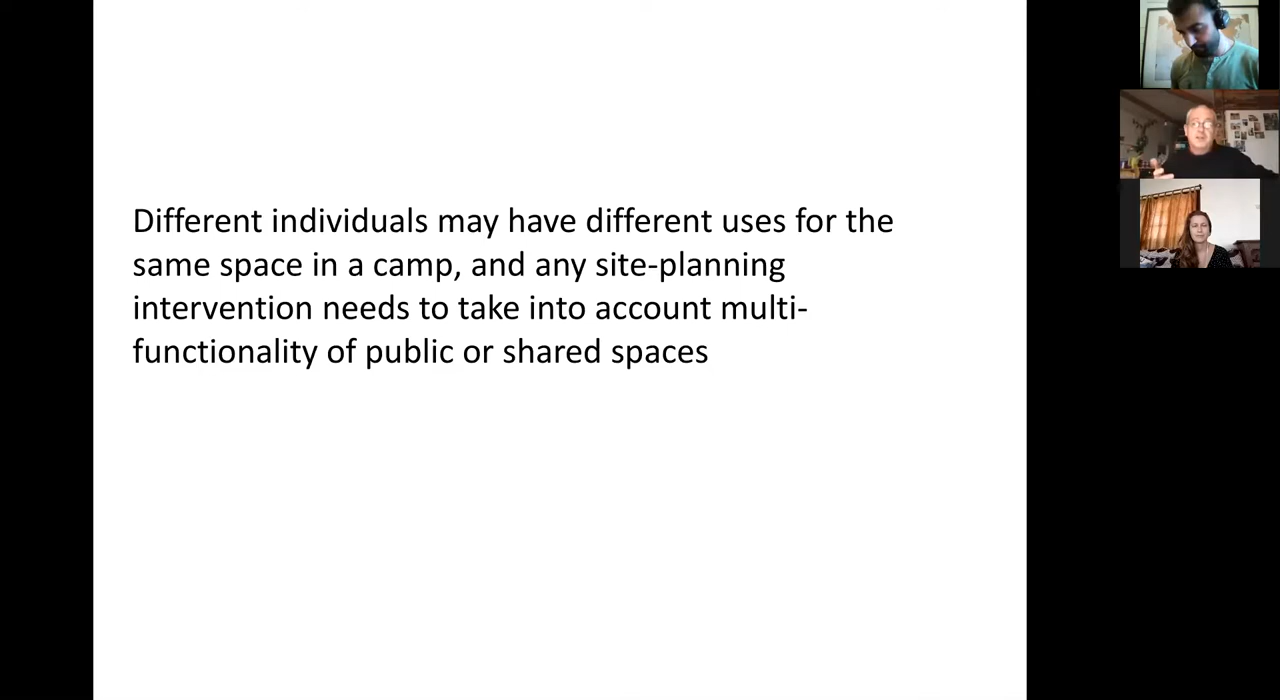 Different individuals may have different uses for the
same space in a camp, and any site-planning
intervention needs to take into account multi-
functionality of public or shared spaces